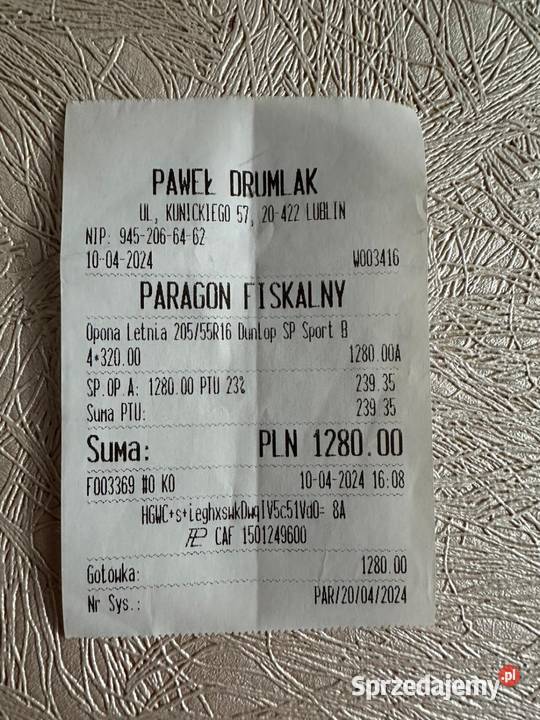 PAWEŁ DRUMLAK
UL, KUNICKIEGO 57, 20-422 LUBLIN
NIP: 945-206-64-62
10-04-2024 W003416
PARAGON FISKALNY
Opona Letnia 205/55R16 Dunlop SP Sport B
4*320.00 1280.00A
SP.OP.A: 1280.00 PTU 23% 239.35
Suma PTU: 239.35
Suma: PLN 1280.00
F003369 #0 KO 10-04-2024 16:08
8A
CAF 1501249600
Gotówka: 1280.00
Nr Sys.: PAR/20/04/2024
Sprzedajemy.pl